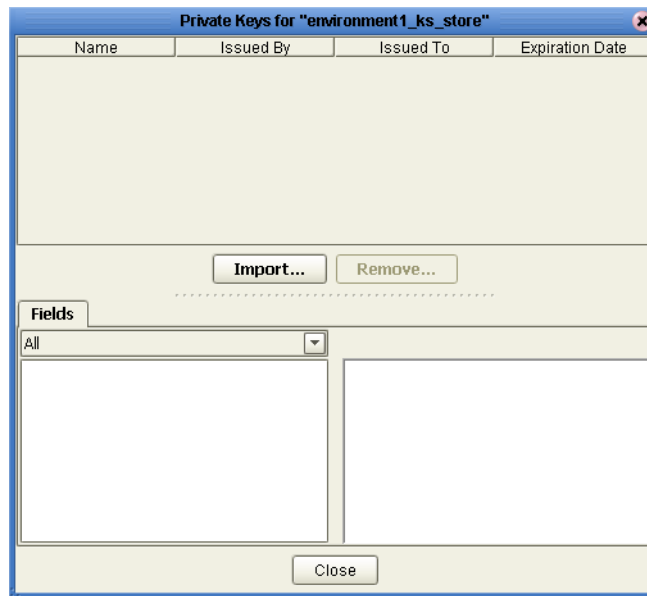 Private Keys for "environment1_ks_store"
Name Issued By Issued To Expiration Date
Import... Remove...
Fields
All
Close